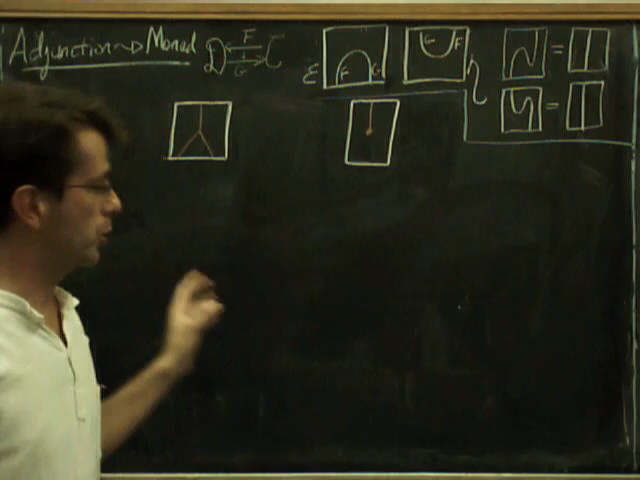 Adjunction ⇝ Monad D F G C
ε F G
G F η
= 
=